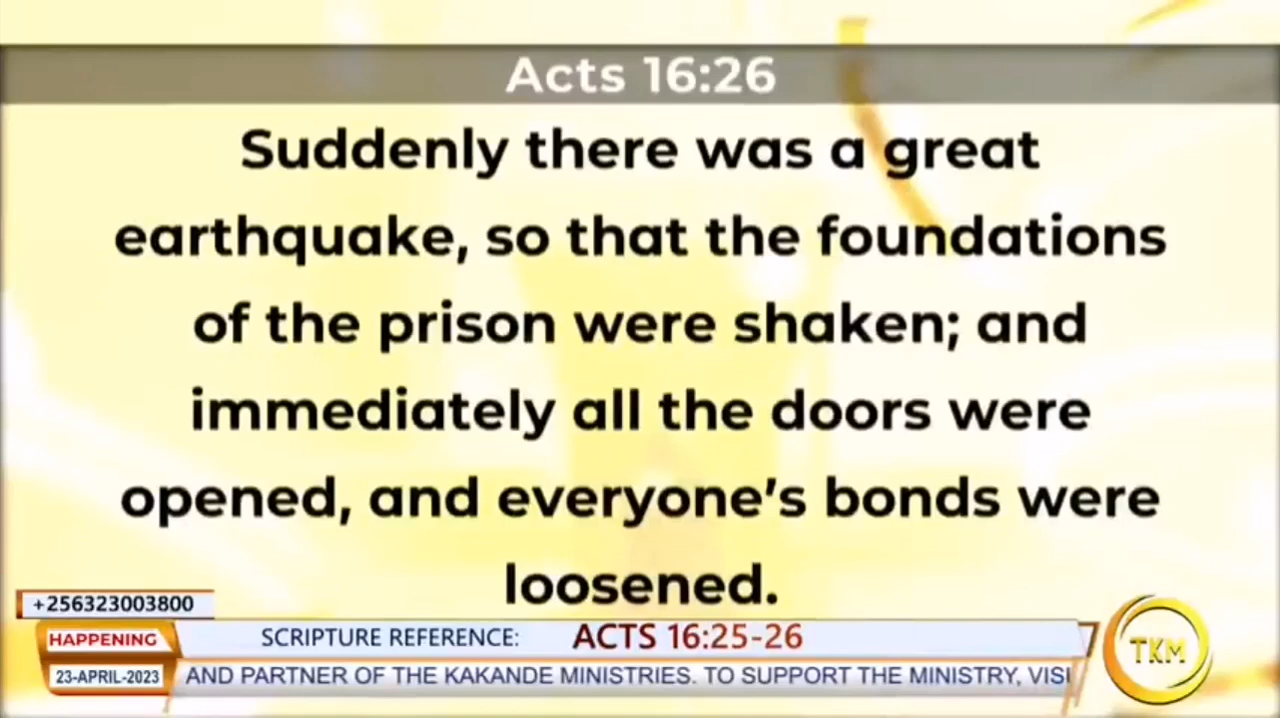 Acts 16:26
Suddenly there was a great
earthquake, so that the foundations
of the prison were shaken; and
immediately all the doors were
opened, and everyone's bonds were
loosened.
+256323003800
HAPPENING
SCRIPTURE REFERENCE: ACTS 16:25-26
23-APRIL-2023
AND PARTNER OF THE KAKANDE MINISTRIES. TO SUPPORT THE MINISTRY, VISI
TKM